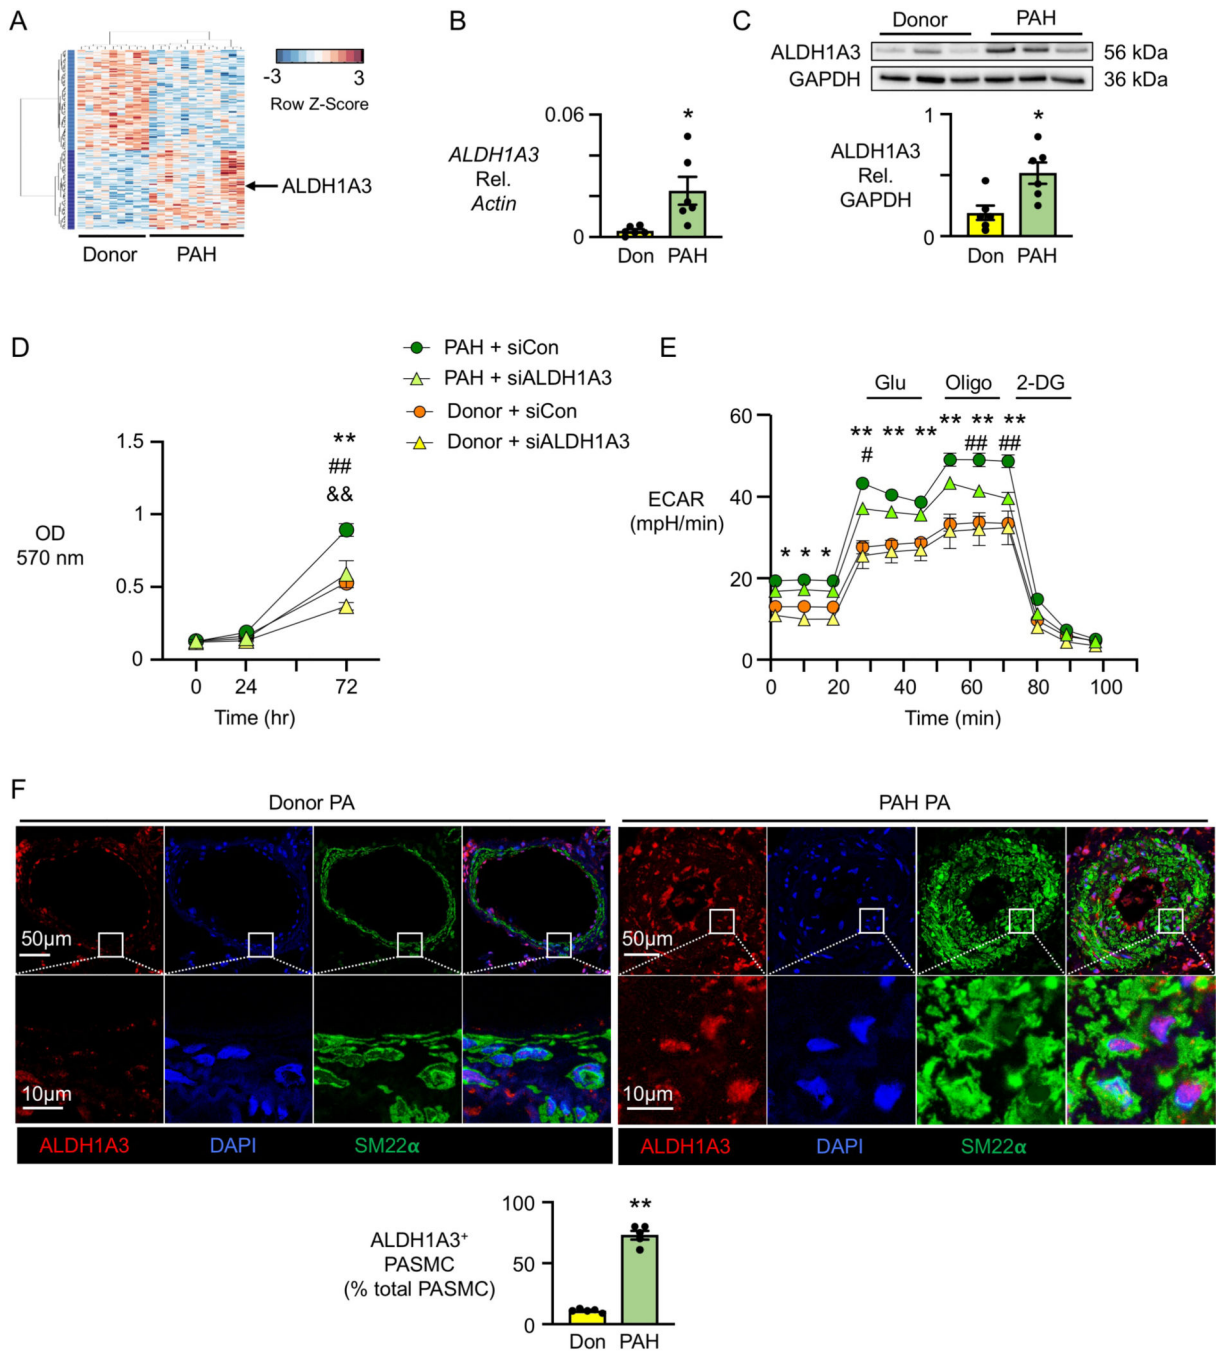 A
-3 3
Row Z-Score
ALDH1A3
Donor PAH
B
0.06
*
ALDH1A3
Rel.
Actin
0
Don PAH
C
Donor PAH
ALDH1A3 56 kDa
GAPDH 36 kDa
1
*
ALDH1A3
Rel.
GAPDH
0
Don PAH
D
PAH + siCon
PAH + siALDH1A3
Donor + siCon
Donor + siALDH1A3
1.5
**
##
&&
1
OD
570 nm
0.5
0
0 24 72
Time (hr)
E
Glu Oligo 2-DG
60
** ** ** ** ** **
# ## ##
ECAR
(mpH/min)
40
* * *
20
0
0 20 40 60 80 100
Time (min)
F
Donor PA
50µm
10µm
ALDH1A3 DAPI SM22α
PAH PA
50µm
10µm
ALDH1A3 DAPI SM22α
100
**
ALDH1A3⁺
PASMC
(% total PASMC)
50
0
Don PAH